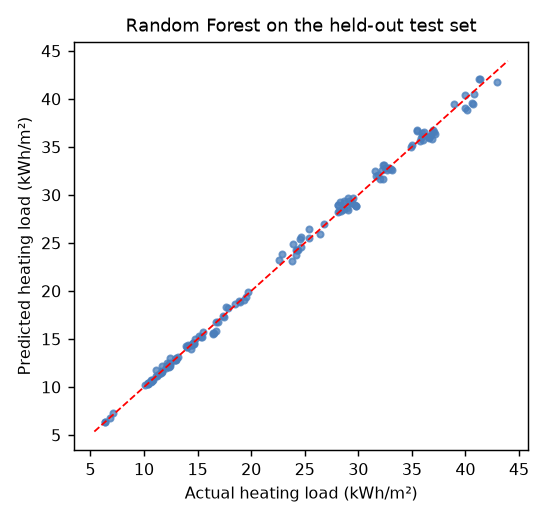 Random Forest on the held-out test set
Predicted heating load (kWh/m²)
45
40
35
30
25
20
15
10
5
5 10 15 20 25 30 35 40 45
Actual heating load (kWh/m²)